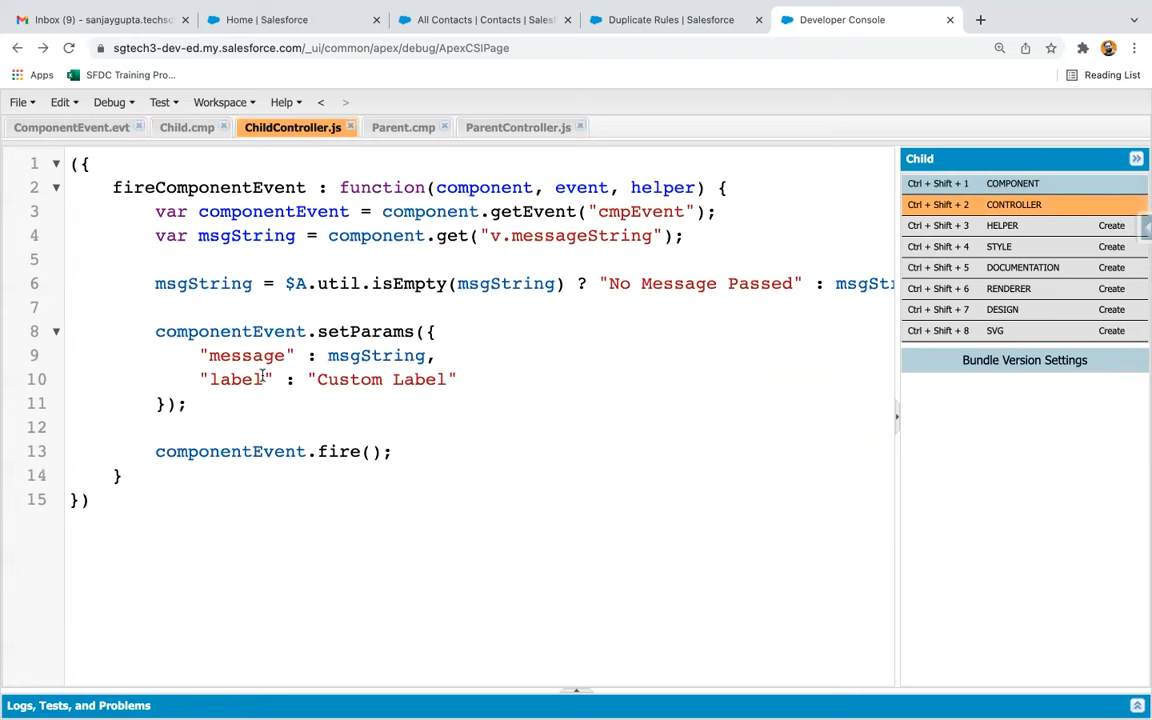 Inbox (9) - sanjaygupta.techsc
Home | Salesforce
All Contacts | Contacts | Sales
Duplicate Rules | Salesforce
Developer Console
sgtech3-dev-ed.my.salesforce.com/_ui/common/apex/debug/ApexCSIPage
Apps
SFDC Training Pro...
Reading List
File
Edit
Debug
Test
Workspace
Help
<
>
ComponentEvent.evt
Child.cmp
ChildController.js
Parent.cmp
ParentController.js
1 ({
2 fireComponentEvent : function(component, event, helper) {
3 var componentEvent = component.getEvent("cmpEvent");
4 var msgString = component.get("v.messageString");
5
6 msgString = $A.util.isEmpty(msgString) ? "No Message Passed" : msgStr
7
8 componentEvent.setParams({
9 "message" : msgString,
10 "label" : "Custom Label"
11 });
12
13 componentEvent.fire();
14 }
15 })
Child
Ctrl + Shift + 1 COMPONENT
Ctrl + Shift + 2 CONTROLLER
Ctrl + Shift + 3 HELPER Create
Ctrl + Shift + 4 STYLE Create
Ctrl + Shift + 5 DOCUMENTATION Create
Ctrl + Shift + 6 RENDERER Create
Ctrl + Shift + 7 DESIGN Create
Ctrl + Shift + 8 SVG Create
Bundle Version Settings
Logs, Tests, and Problems